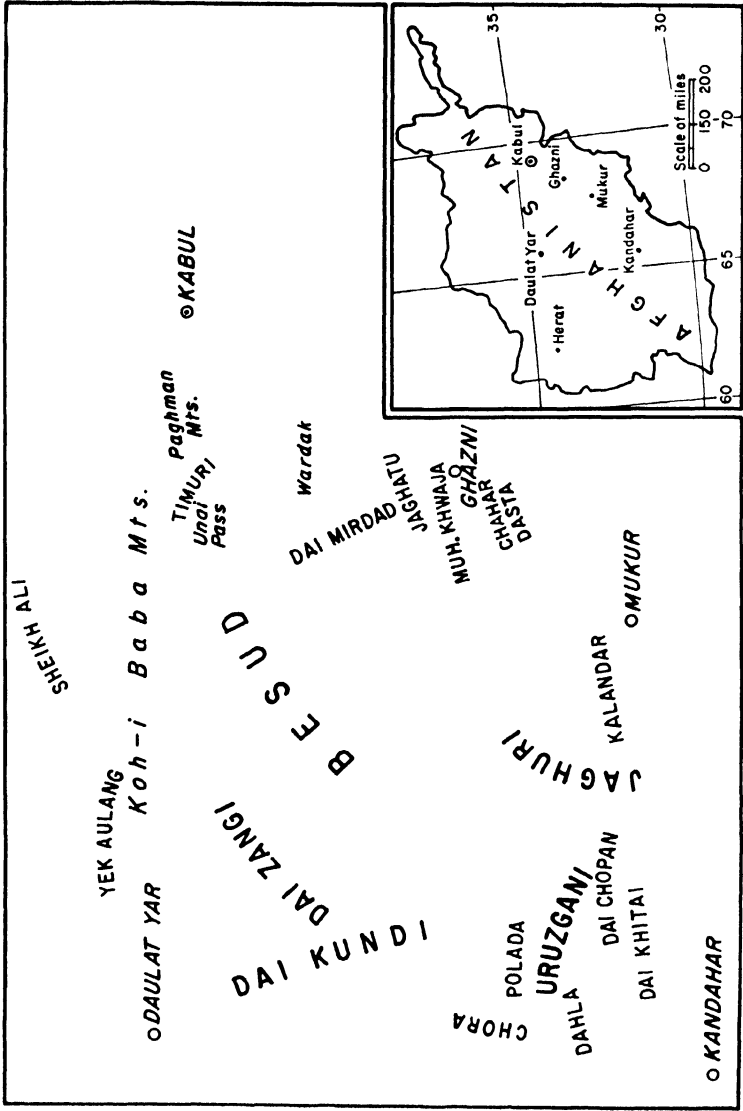 SHEIKH ALI
YEK AULANG
Koh-i Baba Mts.
DAULAT YAR
TIMURI
Unai
Pass
Paghman
Mts.
KABUL
Wardak
DAI MIRDAD
JAGHATU
MUH. KHWAJA
GHAZNI
CHAHAR
DASTA
BESUD
DAI ZANGI
DAI KUNDI
JAGHURI
KALANDAR
MUKUR
POLADA
URUZGANI
DAI CHOPAN
DAI KHITAI
DAHLA
CHORA
KANDAHAR
35-
30-
60
65
-70
AFGHANISTAN
Kabul
Ghazni
Mukur
Daulat Yar
Kandahar
Herat
Scale of miles
0 150 200